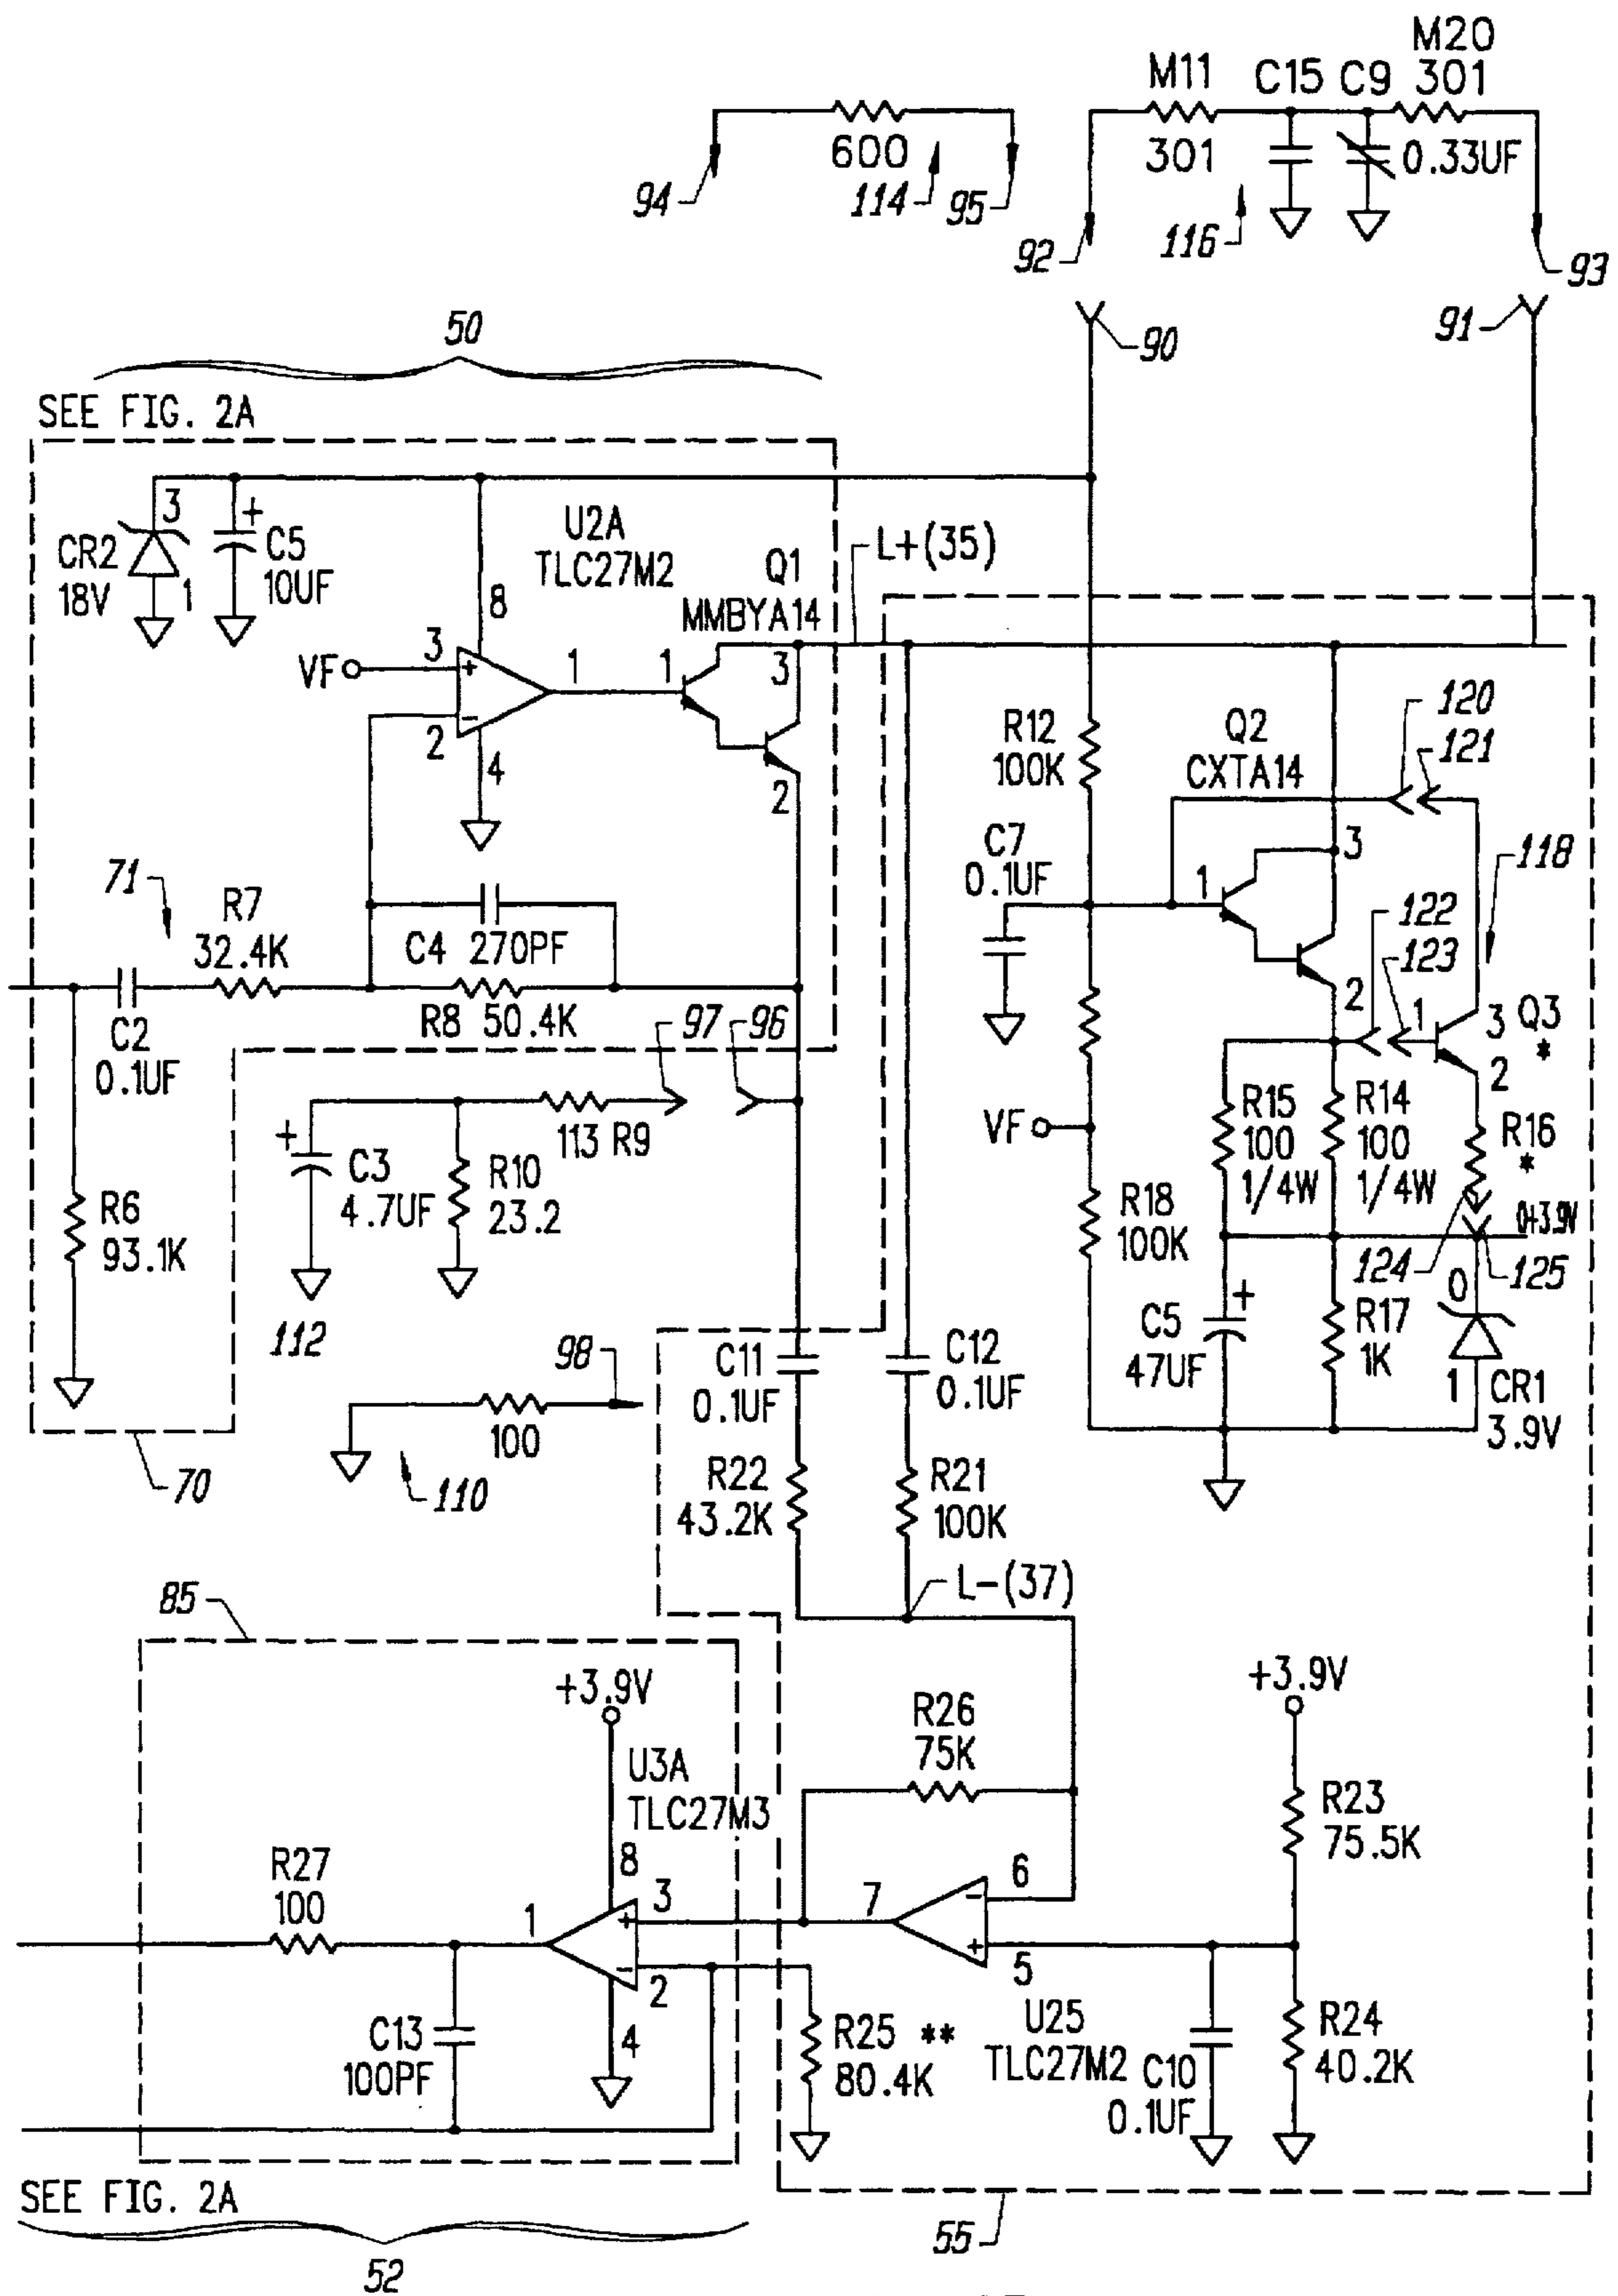 M20
M11 C15 C9 301
600 301 0.33UF
94 114 95 92 116 93
91
90
50
SEE FIG. 2A
3
+
CR2
18V
1
C5
10UF
U2A
TLC27M2
8
Q1
MMBYA14
L+(35)
VF
3
+
−
2
4
1
1
3
2
R12
100K
Q2
CXTA14
120
121
C7
0.1UF
1
3
118
122
123
2
1
3
Q3
*
2
71
R7
32.4K
C4 270PF
R8 50.4K
C2
0.1UF
97
96
113 R9
+
C3
4.7UF
R10
23.2
R6
93.1K
112
VF
R15
100
1/4W
R14
100
1/4W
R16
*
R18
100K
0+3.9V
124
125
0
+
C5
47UF
R17
1K
1
CR1
3.9V
98
C11
0.1UF
C12
0.1UF
100
110
70
R22
43.2K
R21
100K
L−(37)
85
+3.9V
U3A
TLC27M3
8
R26
75K
+3.9V
R23
75.5K
R27
100
1
3
+
−
2
4
7
6
−
+
5
C13
100PF
R25 **
80.4K
U25
TLC27M2
C10
0.1UF
R24
40.2K
SEE FIG. 2A
52
55